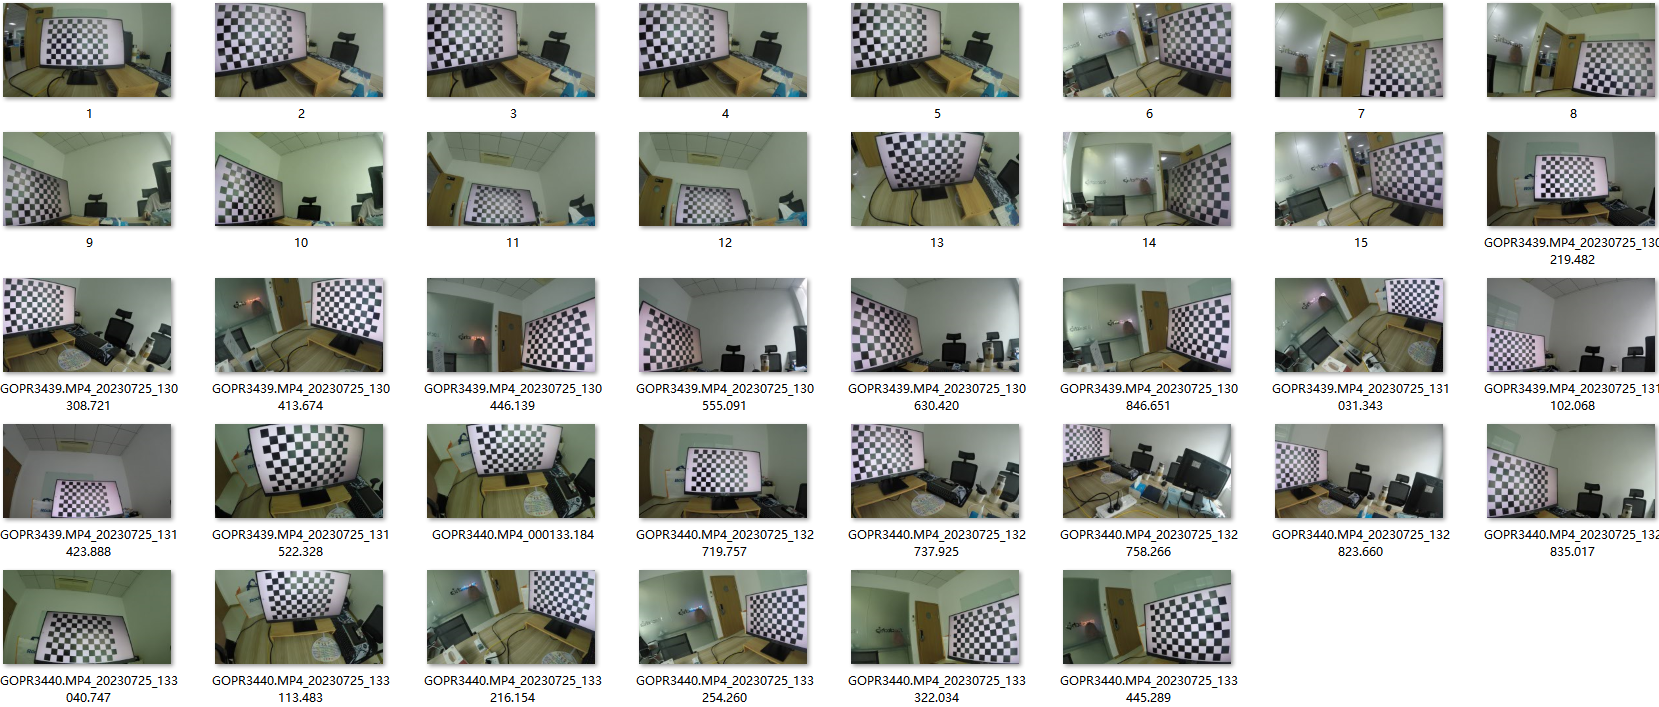 1
2
3
4
5
6
7
8
9
10
11
12
13
14
15
GOPR3439.MP4_20230725_130
219.482
GOPR3439.MP4_20230725_130
308.721
GOPR3439.MP4_20230725_130
413.674
GOPR3439.MP4_20230725_130
446.139
GOPR3439.MP4_20230725_130
555.091
GOPR3439.MP4_20230725_130
630.420
GOPR3439.MP4_20230725_130
846.651
GOPR3439.MP4_20230725_131
031.343
GOPR3439.MP4_20230725_131
102.068
GOPR3439.MP4_20230725_131
423.888
GOPR3439.MP4_20230725_131
522.328
GOPR3440.MP4_000133.184
GOPR3440.MP4_20230725_132
719.757
GOPR3440.MP4_20230725_132
737.925
GOPR3440.MP4_20230725_132
758.266
GOPR3440.MP4_20230725_132
823.660
GOPR3440.MP4_20230725_132
835.017
GOPR3440.MP4_20230725_133
040.747
GOPR3440.MP4_20230725_133
113.483
GOPR3440.MP4_20230725_133
216.154
GOPR3440.MP4_20230725_133
254.260
GOPR3440.MP4_20230725_133
322.034
GOPR3440.MP4_20230725_133
445.289